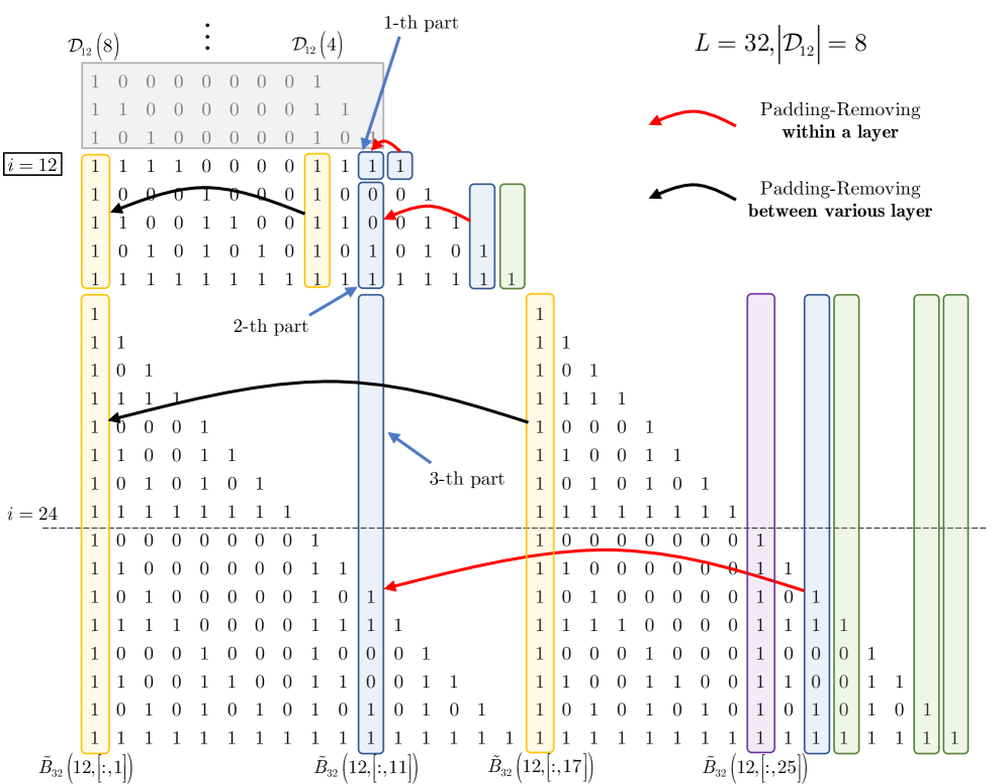 1-th part
𝒟₁₂(8) ⋮ 𝒟₁₂(4)
L = 32, |𝒟₁₂| = 8
1 0 0 0 0 0 0 0 1
1 1 0 0 0 0 0 0 1 1
1 0 1 0 0 0 0 0 1 0 1
Padding-Removing
within a layer
i = 12 1 1 1 1 0 0 0 0 1 1 1 1
1 0 0 0 1 0 0 0 1 0 0 0 1
1 1 0 0 1 1 0 0 1 1 0 0 1 1
1 0 1 0 1 0 1 0 1 0 1 0 1 0 1
1 1 1 1 1 1 1 1 1 1 1 1 1 1 1 1
Padding-Removing
between various layer
2-th part
1 1
1 1 1 1
1 0 1 1 0 1
1 1 1 1 1 1 1 1
1 0 0 0 1 1 0 0 0 1
1 1 0 0 1 1 1 1 0 0 1 1
3-th part
1 0 1 0 1 0 1 1 0 1 0 1 0 1
i = 24 1 1 1 1 1 1 1 1 1 1 1 1 1 1 1 1
1 0 0 0 0 0 0 0 1 1 0 0 0 0 0 0 0 1
1 1 0 0 0 0 0 0 1 1 1 1 0 0 0 0 0 0 1 1
1 0 1 0 0 0 0 0 1 0 1 1 0 1 0 0 0 0 0 1 0 1
1 1 1 1 0 0 0 0 1 1 1 1 1 1 1 1 0 0 0 0 1 1 1 1
1 0 0 0 1 0 0 0 1 0 0 0 1 1 0 0 0 1 0 0 0 1 0 0 0 1
1 1 0 0 1 1 0 0 1 1 0 0 1 1 1 1 0 0 1 1 0 0 1 1 0 0 1 1
1 0 1 0 1 0 1 0 1 0 1 0 1 0 1 1 0 1 0 1 0 1 0 1 0 1 0 1 0 1
1 1 1 1 1 1 1 1 1 1 1 1 1 1 1 1 1 1 1 1 1 1 1 1 1 1 1 1 1 1 1 1
B̃₃₂(12,[:,1]) B̃₃₂(12,[:,11]) B̃₃₂(12,[:,17]) B̃₃₂(12,[:,25])